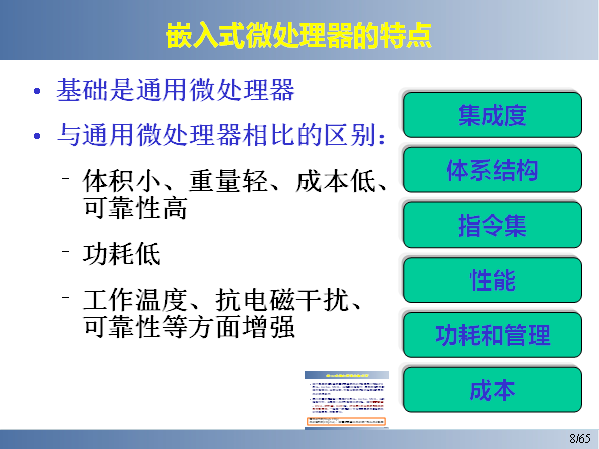 嵌入式微处理器的特点
• 基础是通用微处理器
• 与通用微处理器相比的区别：
- 体积小、重量轻、成本低、
可靠性高
- 功耗低
- 工作温度、抗电磁干扰、
可靠性等方面增强
集成度
体系结构
指令集
性能
功耗和管理
成本
8/65